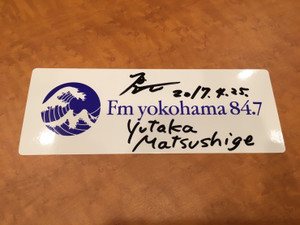 2017.4.25.
Fm yokohama 84.7
Yutaka
Matsushige